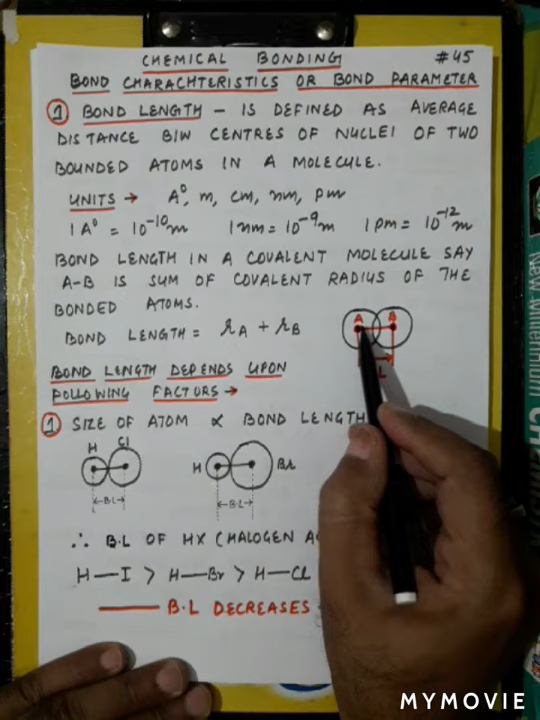 CHEMICAL BONDING #45
BOND CHARACHTERISTICS OR BOND PARAMETER
1 BOND LENGTH – IS DEFINED AS AVERAGE
DISTANCE B/W CENTRES OF NUCLEI OF TWO
BOUNDED ATOMS IN A MOLECULE.
UNITS → A°, m, cm, nm, pm
1 A° = 10⁻¹⁰m 1nm = 10⁻⁹m 1pm = 10⁻¹²m
BOND LENGTH IN A COVALENT MOLECULE SAY
A-B IS SUM OF COVALENT RADIUS OF THE
BONDED ATOMS.
A B
BOND LENGTH = rA + rB
L
BOND LENGTH DEPENDS UPON
FOLLOWING FACTORS →
1 SIZE OF ATOM ∝ BOND LENGTH
H Cl
H Br
B.L B.L
∴ B.L OF HX (HALOGEN
H—I > H—Br > H—Cl
B.L DECREASES
MYMOVIE